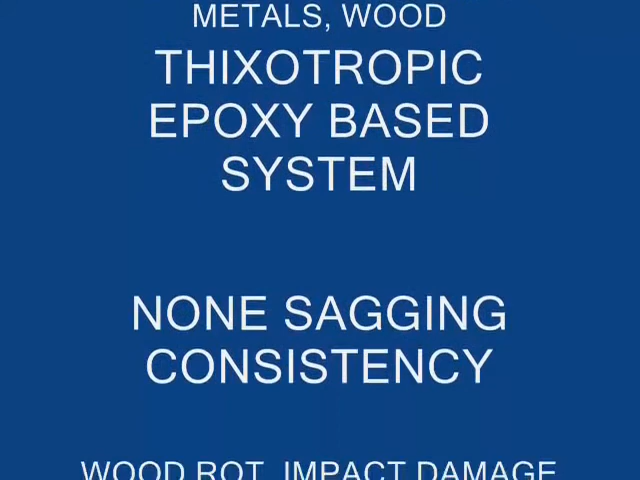 METALS, WOOD
THIXOTROPIC
EPOXY BASED
SYSTEM
NONE SAGGING
CONSISTENCY
WOOD ROT, IMPACT DAMAGE